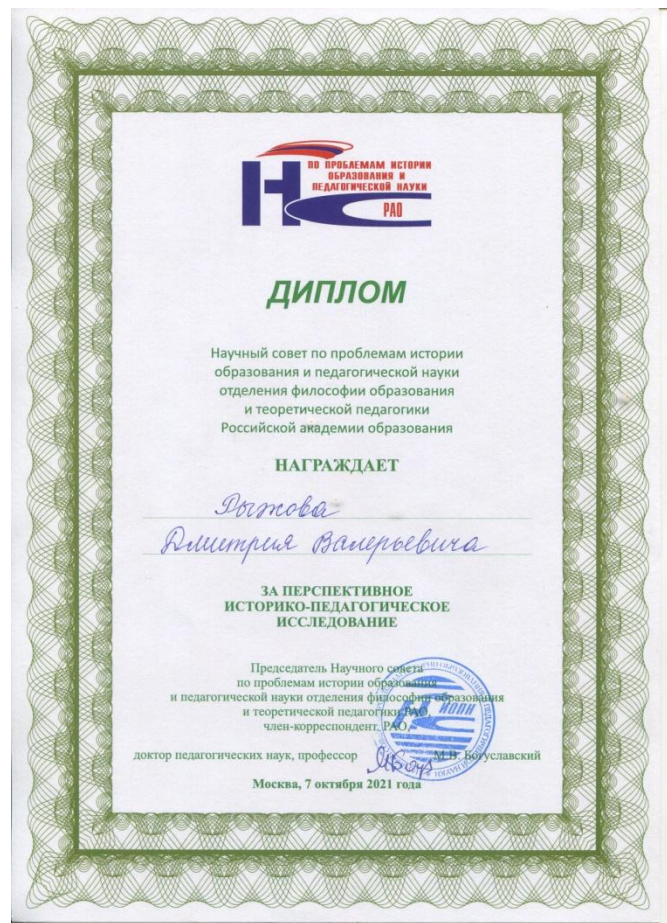 ПО ПРОБЛЕМАМ ИСТОРИИ
ОБРАЗОВАНИЯ И
ПЕДАГОГИЧЕСКОЙ НАУКИ
НС РАО
ДИПЛОМ
Научный совет по проблемам истории
образования и педагогической науки
отделения философии образования
и теоретической педагогики
Российской академии образования
НАГРАЖДАЕТ
Рыжова
Дмитрия Валерьевича
ЗА ПЕРСПЕКТИВНОЕ
ИСТОРИКО-ПЕДАГОГИЧЕСКОЕ
ИССЛЕДОВАНИЕ
Председатель Научного совета
по проблемам истории образования
и педагогической науки отделения философии образования
и теоретической педагогики РАО,
член-корреспондент РАО,
доктор педагогических наук, профессор М.В. Богуславский
Москва, 7 октября 2021 года